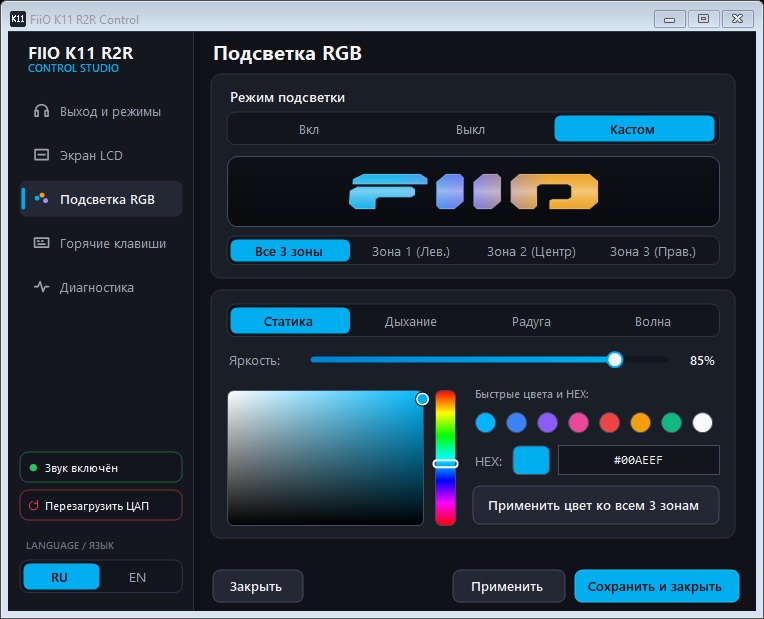 K11 FiiO K11 R2R Control
FIIO K11 R2R
CONTROL STUDIO
Выход и режимы
Экран LCD
Подсветка RGB
Горячие клавиши
Диагностика
Звук включён
Перезагрузить ЦАП
LANGUAGE / ЯЗЫК
RU EN
Подсветка RGB
Режим подсветки
Вкл Выкл Кастом
FIIO
Все 3 зоны Зона 1 (Лев.) Зона 2 (Центр) Зона 3 (Прав.)
Статика Дыхание Радуга Волна
Яркость: 85%
Быстрые цвета и HEX:
HEX: #00AEEF
Применить цвет ко всем 3 зонам
Закрыть Применить Сохранить и закрыть